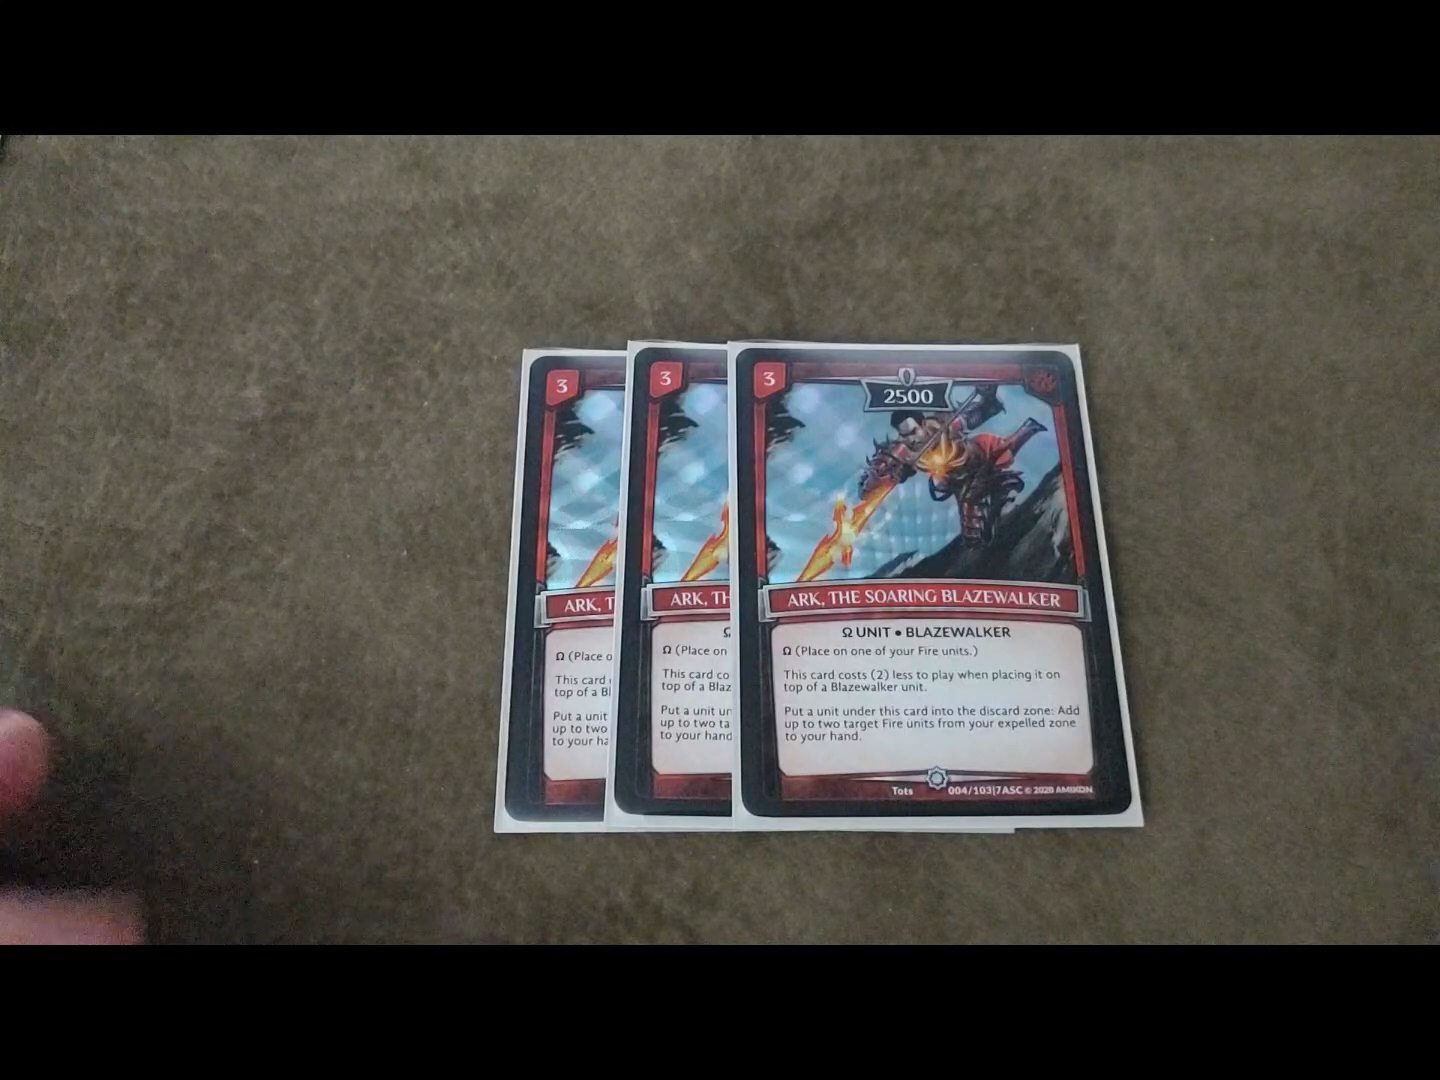 3
ARK, T
Ω (Place o
This card
top of a Bl
Put a unit
up to two
to your ha
3
ARK, TH
Ω
Ω (Place on
This card co
top of a Blaz
Put a unit un
up to two ta
to your hand
3
2500
ARK, THE SOARING BLAZEWALKER
Ω UNIT • BLAZEWALKER
Ω (Place on one of your Fire units.)
This card costs (2) less to play when placing it on
top of a Blazewalker unit.
Put a unit under this card into the discard zone: Add
up to two target Fire units from your expelled zone
to your hand.
Tots 004/103|7ASC © 2020 AMIKON